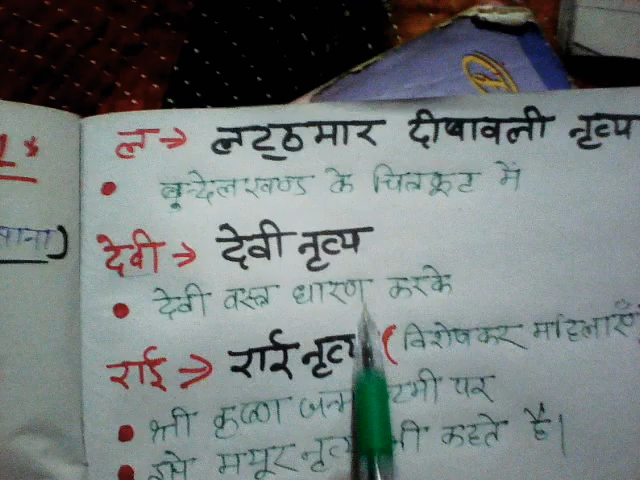 ल → लट्ठमार दीपावली नृत्य
• बुन्देलखण्ड के चित्रकूट में
देवी → देवी नृत्य
• देवी वस्त्र धारण करके
राई → राई नृत्य (विशेषकर महिलाएँ
• श्री कृष्ण जन्माष्टमी पर
• इसे मयूर नृत्य भी कहते हैं।